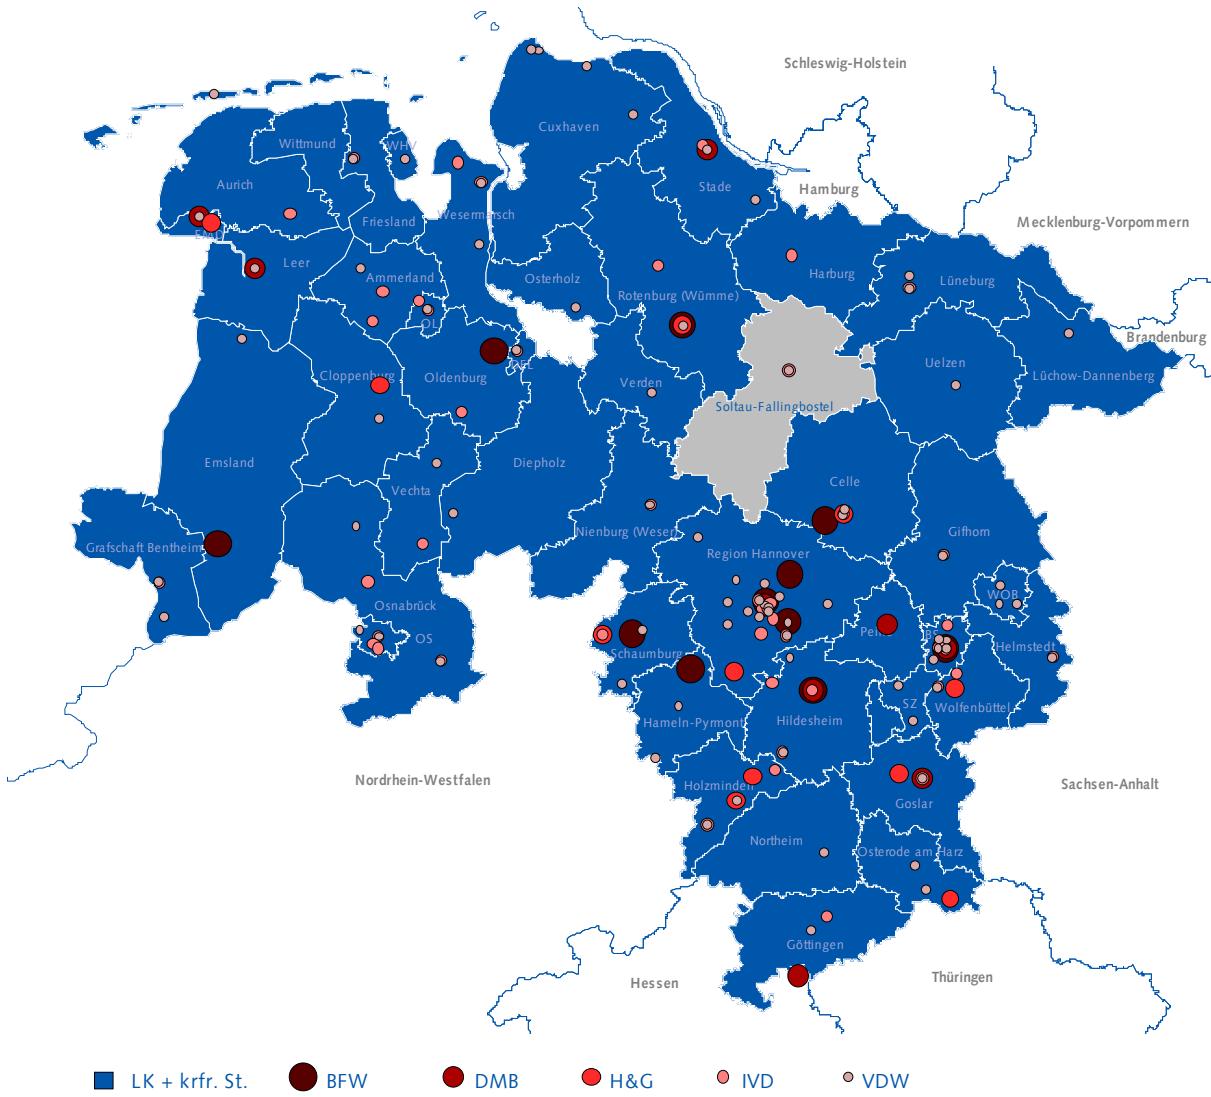 Schleswig-Holstein
Cuxhaven
Wittmund
WHV
Stade
Aurich
Hamburg
Wesermarsch
Friesland
Mecklenburg-Vorpommern
EMD
Leer
Ammerland
Osterholz
Harburg
Lüneburg
Rotenburg (Wümme)
OL
Brandenburg
DEL
Uelzen
Cloppenburg
Oldenburg
Verden
Lüchow-Dannenberg
Soltau-Fallingbostel
Emsland
Diepholz
Celle
Vechta
Nienburg (Weser)
Gifhorn
Grafschaft Bentheim
Region Hannover
WOB
Osnabrück
Peine
BS
OS
Helmstedt
Schaumburg
SZ
Wolfenbüttel
Hameln-Pyrmont
Hildesheim
Nordrhein-Westfalen
Holzminden
Sachsen-Anhalt
Goslar
Northeim
Osterode am Harz
Göttingen
Hessen
Thüringen
LK + krfr. St. BFW DMB H&G IVD VDW